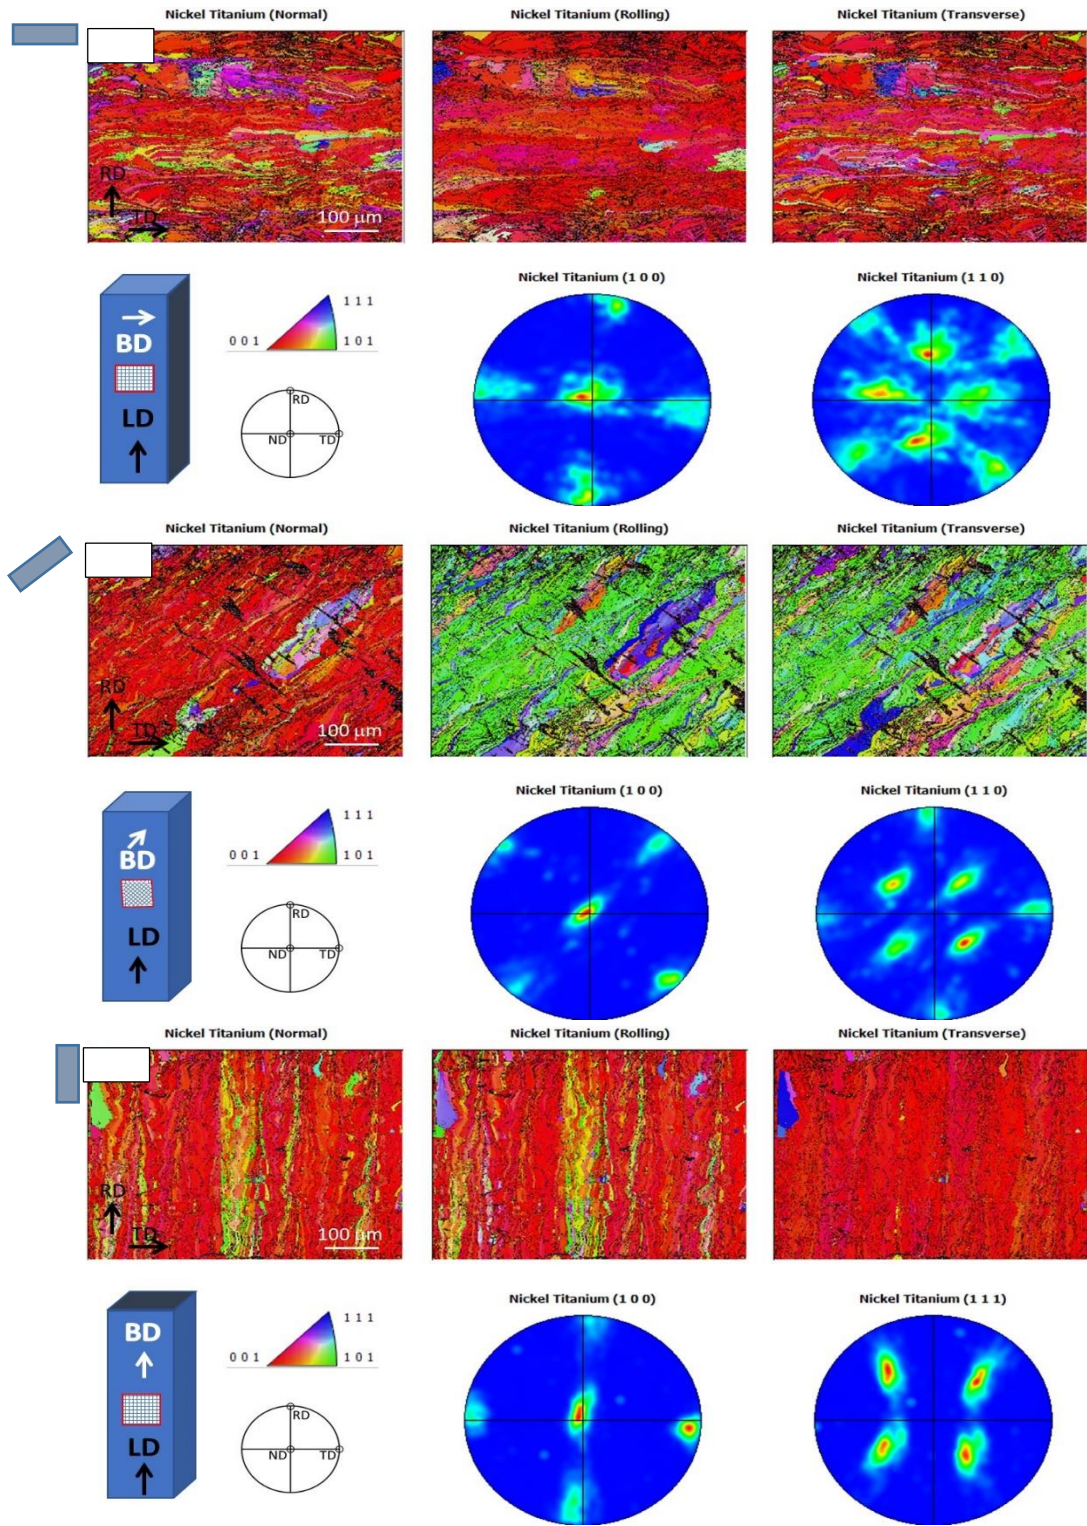 Nickel Titanium (Normal)
Nickel Titanium (Rolling)
Nickel Titanium (Transverse)
RD
TD
100 μm
BD
LD
1 1 1
0 0 1
1 0 1
RD
ND
TD
Nickel Titanium (1 0 0)
Nickel Titanium (1 1 0)
Nickel Titanium (Normal)
Nickel Titanium (Rolling)
Nickel Titanium (Transverse)
RD
TD
100 μm
BD
LD
1 1 1
0 0 1
1 0 1
RD
ND
TD
Nickel Titanium (1 0 0)
Nickel Titanium (1 1 0)
Nickel Titanium (Normal)
Nickel Titanium (Rolling)
Nickel Titanium (Transverse)
RD
TD
100 μm
BD
LD
1 1 1
0 0 1
1 0 1
RD
ND
TD
Nickel Titanium (1 0 0)
Nickel Titanium (1 1 1)